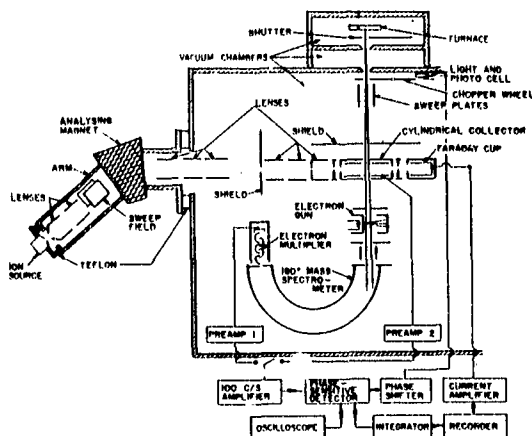 SHUTTER
FURNACE
VACUUM CHAMBERS
LIGHT AND
PHOTO CELL
CHOPPER WHEEL
SWEEP PLATES
ANALYSING
MAGNET
LENSES
SHIELD
CYLINDRICAL COLLECTOR
FARADAY CUP
ARM
LENSES
SHIELD
SWEEP
FIELD
ELECTRON
GUN
ELECTRON
MULTIPLIER
ION
SOURCE
TEFLON
180° MASS
SPECTRO-
METER
PREAMP 1
PREAMP 2
100 C/S
AMPLIFIER
PHASE-
SENSITIVE
DETECTOR
PHASE
SHIFTER
CURRENT
AMPLIFIER
OSCILLOSCOPE
INTEGRATOR
RECORDER